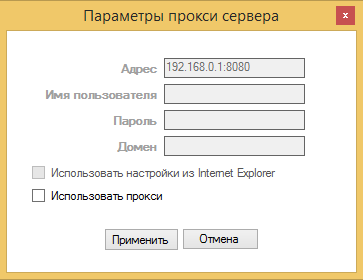 Параметры прокси сервера
x
Адрес 192.168.0.1:8080
Имя пользователя
Пароль
Домен
Использовать настройки из Internet Explorer
Использовать прокси
Применить Отмена